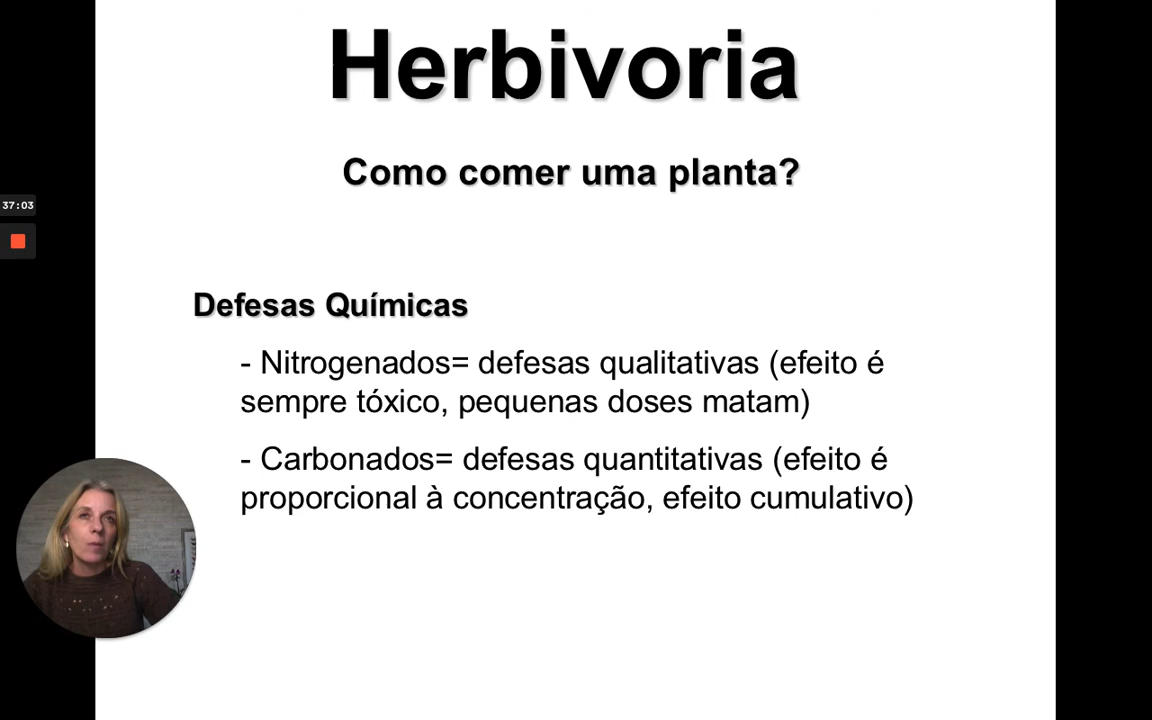 Herbivoria
Como comer uma planta?
37:03
Defesas Químicas
- Nitrogenados= defesas qualitativas (efeito é
sempre tóxico, pequenas doses matam)
- Carbonados= defesas quantitativas (efeito é
proporcional à concentração, efeito cumulativo)